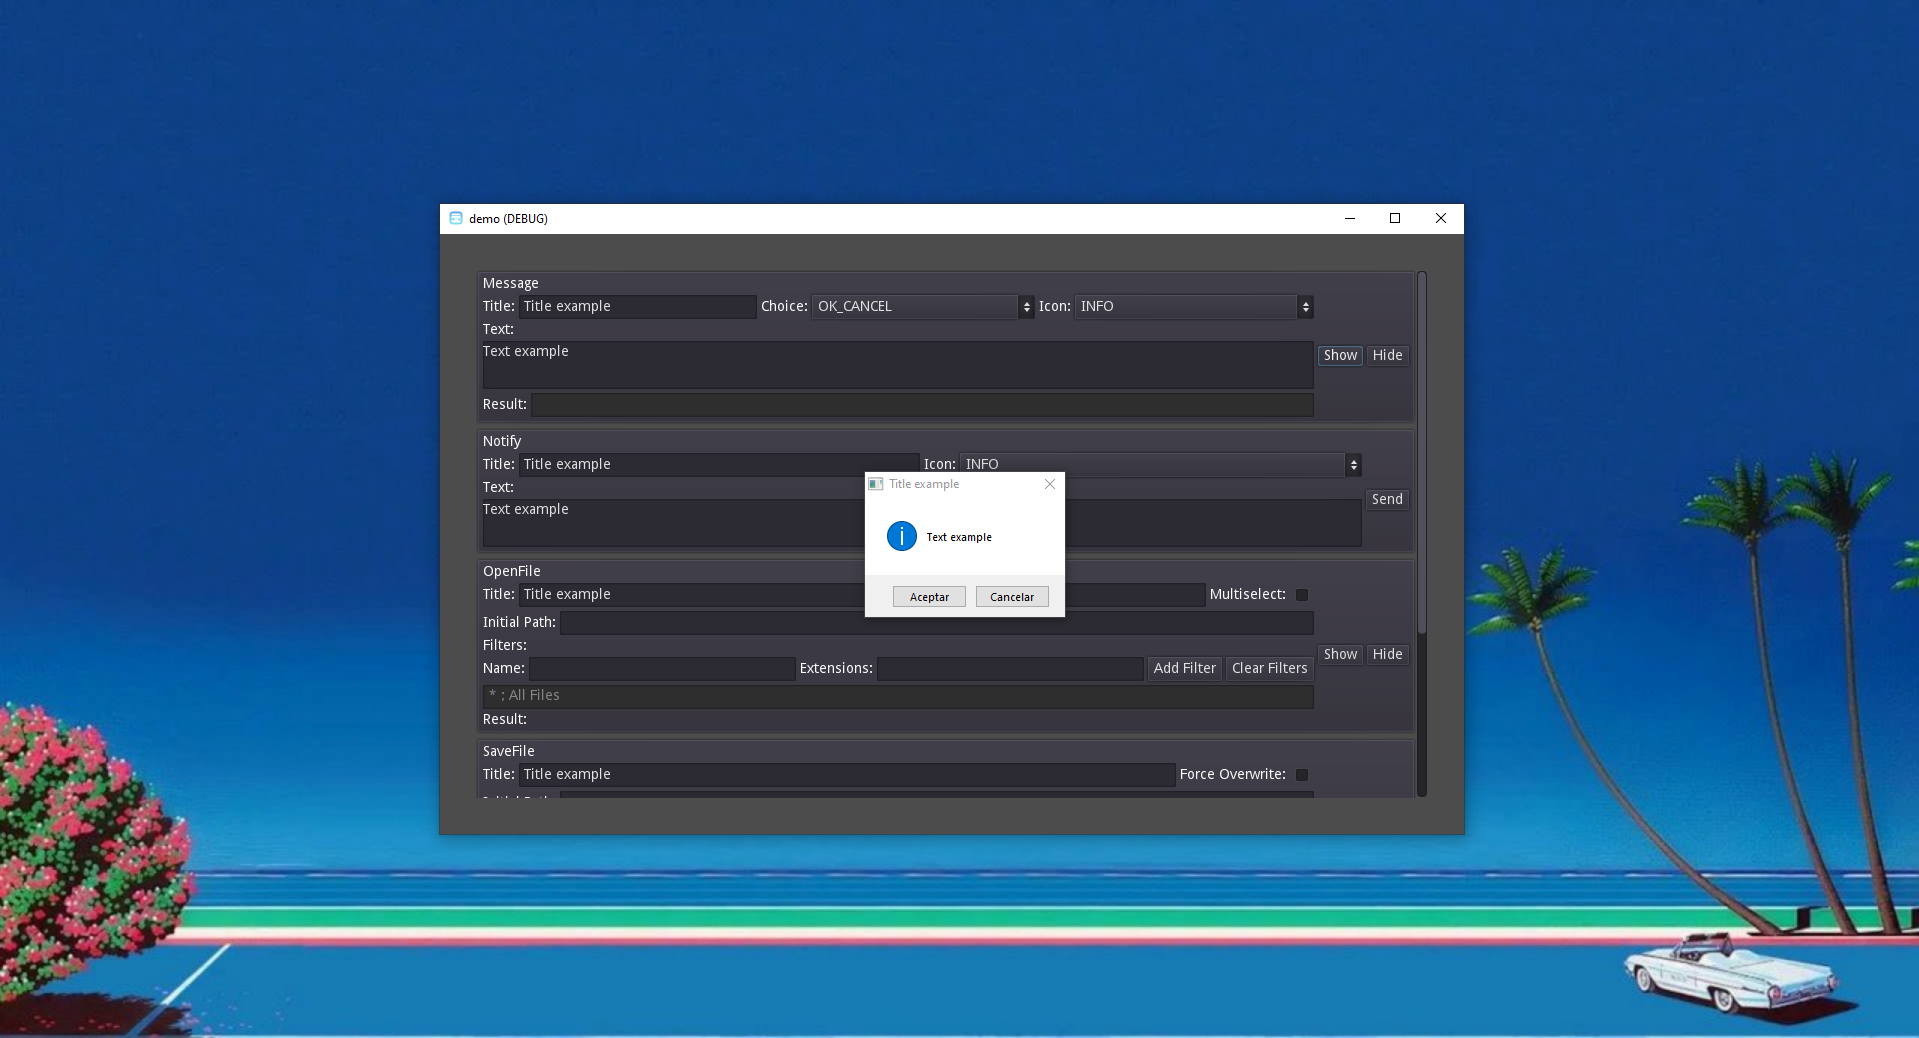 demo (DEBUG)
Message
Title: Title example Choice: OK_CANCEL Icon: INFO
Text:
Text example
Show Hide
Result:
Notify
Title: Title example Icon: INFO
Text:
Text example
Send
Title example
Text example
Aceptar Cancelar
OpenFile
Title: Title example Multiselect:
Initial Path:
Filters:
Show Hide
Name: Extensions: Add Filter Clear Filters
* ; All Files
Result:
SaveFile
Title: Title example Force Overwrite: